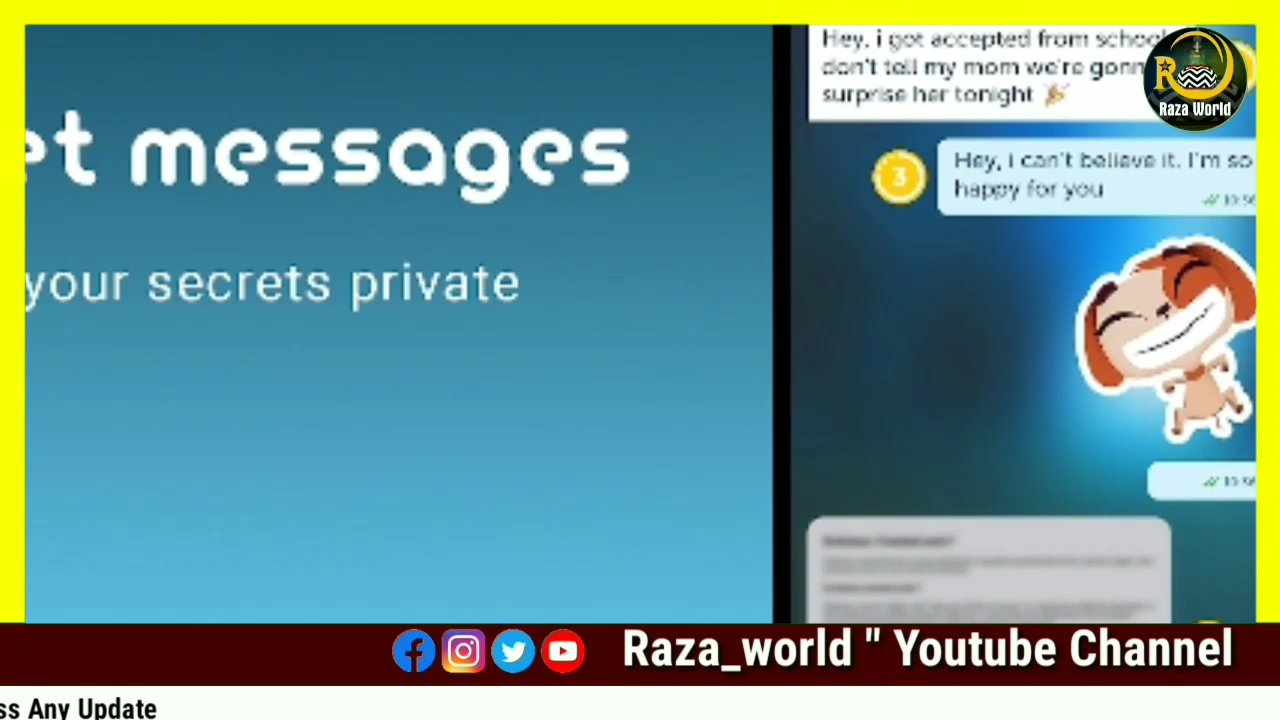 et messages
your secrets private
Hey, i got accepted from school
don't tell my mom we're gonn
surprise her tonight 🎉
R
Raza World
3
Hey, i can't believe it. I'm so
happy for you
Raza_world " Youtube Channel
ss Any Update